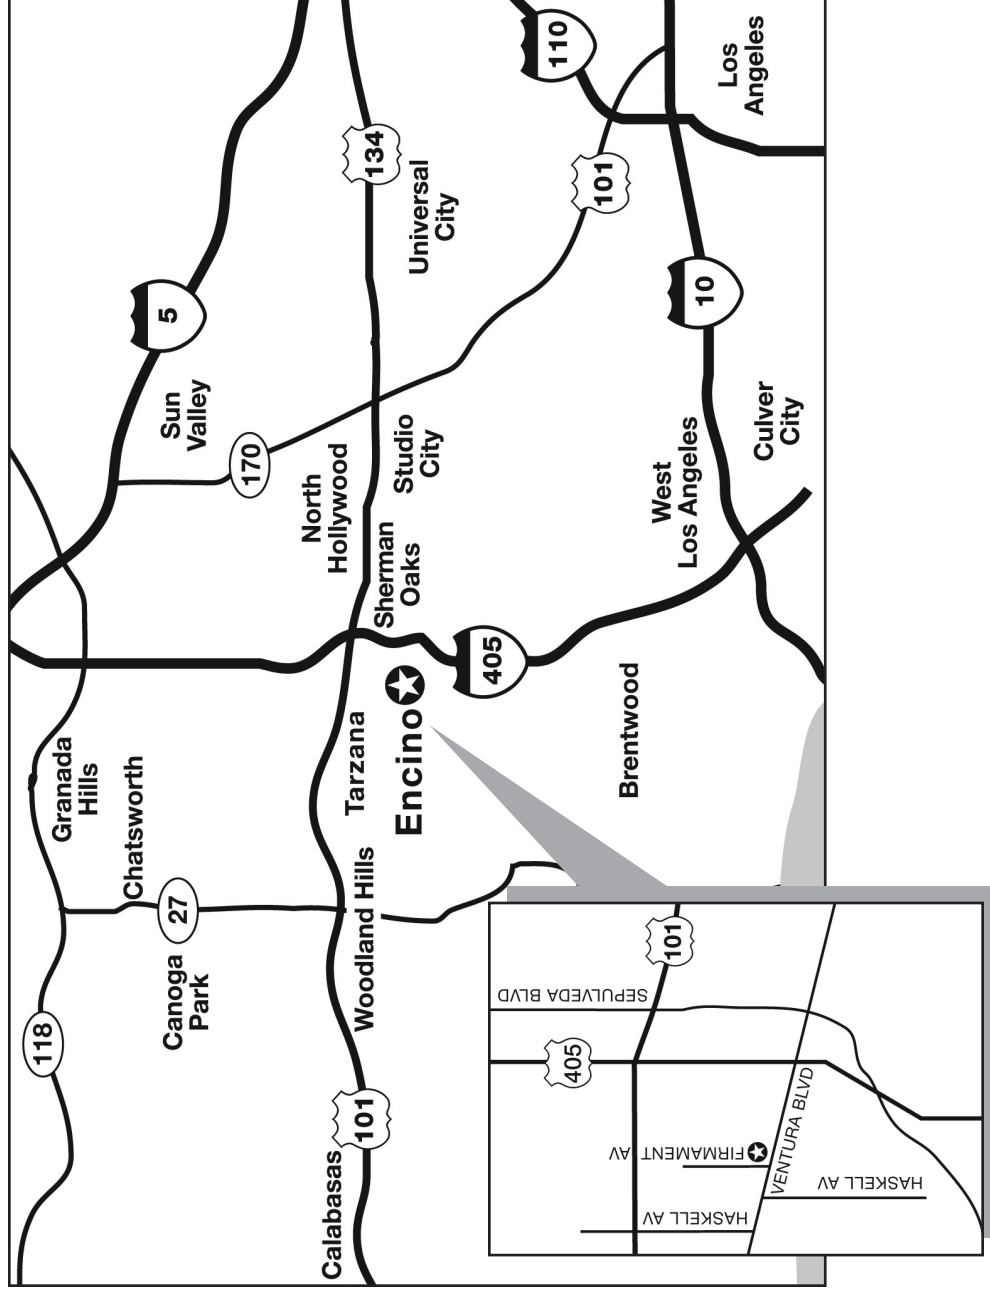 118
Granada
Hills
Chatsworth
27
Canoga
Park
170
Sun
Valley
5
134
Universal
City
North
Hollywood
Studio
City
Sherman
Oaks
Tarzana
Encino
Woodland Hills
Calabasas
101
405
Brentwood
West
Los Angeles
Culver
City
10
101
110
Los
Angeles
SEPULVEDA BLVD
101
405
FIRMAMENT AV
HASKELL AV
VENTURA BLVD
HASKELL AV